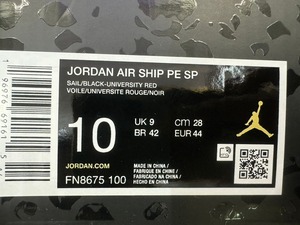 JORDAN AIR SHIP PE SP
SAIL/BLACK-UNIVERSITY RED
VOILE/UNIVERSITE ROUGE/NOIR
10
UK 9
cm 28
BR 42
EUR 44
JORDAN.COM
FN8675 100
MADE IN CHINA /
FABRIQUE EN CHINE /
FABRICADO NA CHINA /
HECHO EN CHINA